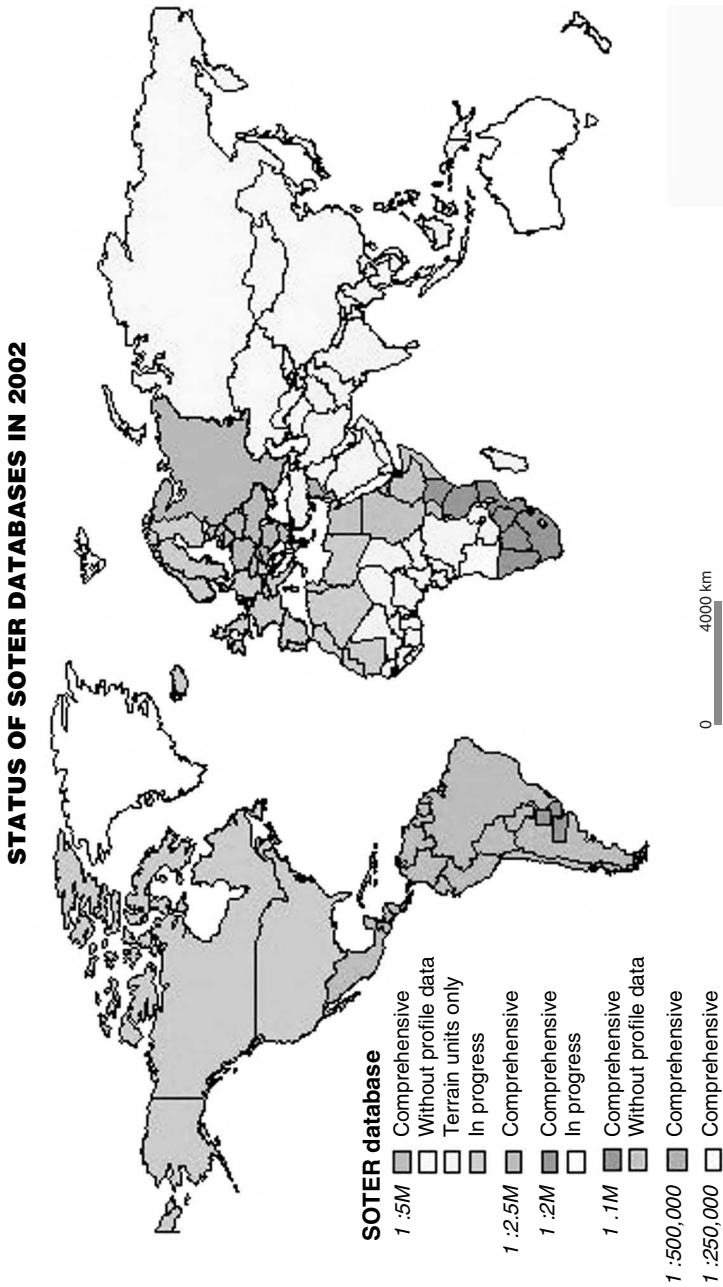 STATUS OF SOTER DATABASES IN 2002
SOTER database
1 :5M Comprehensive
Without profile data
Terrain units only
In progress
1 :2.5M Comprehensive
1 :2M Comprehensive
In progress
1 .1M Comprehensive
Without profile data
1 :500,000 Comprehensive
1 :250,000 Comprehensive
0 4000 km